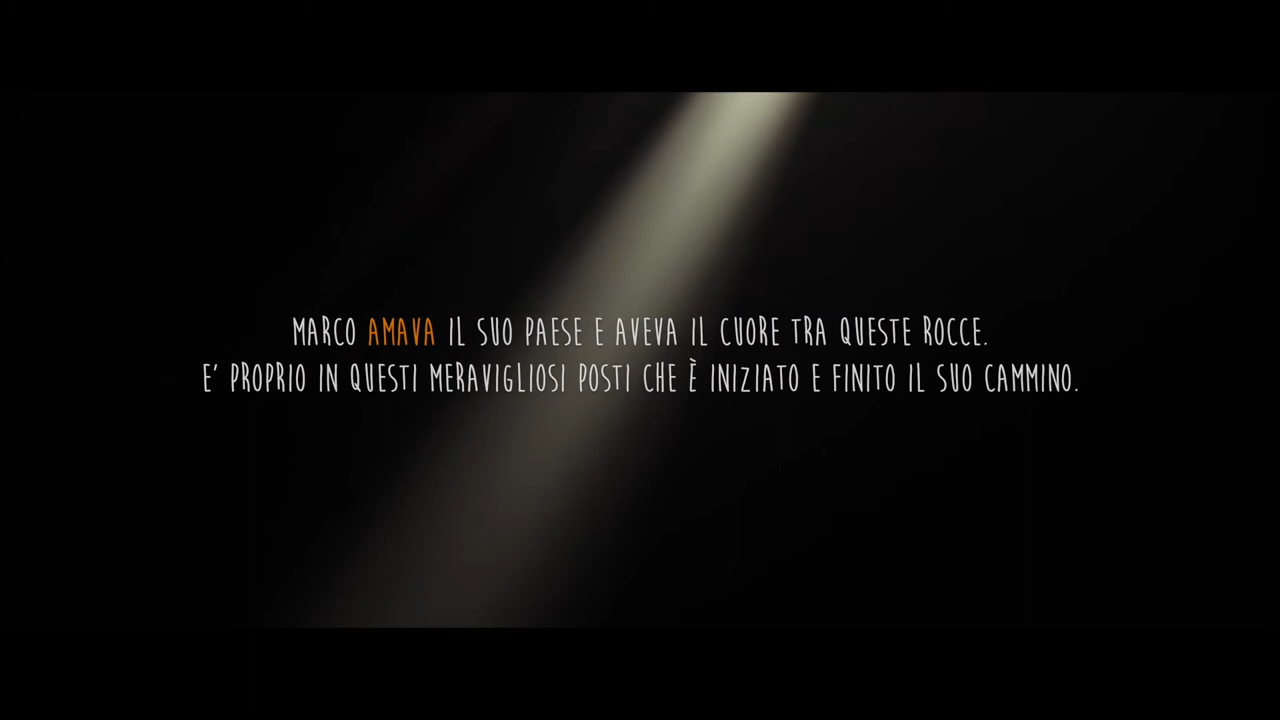 MARCO AMAVA IL SUO PAESE E AVEVA IL CUORE TRA QUESTE ROCCE.
E' PROPRIO IN QUESTI MERAVIGLIOSI POSTI CHE È INIZIATO E FINITO IL SUO CAMMINO.